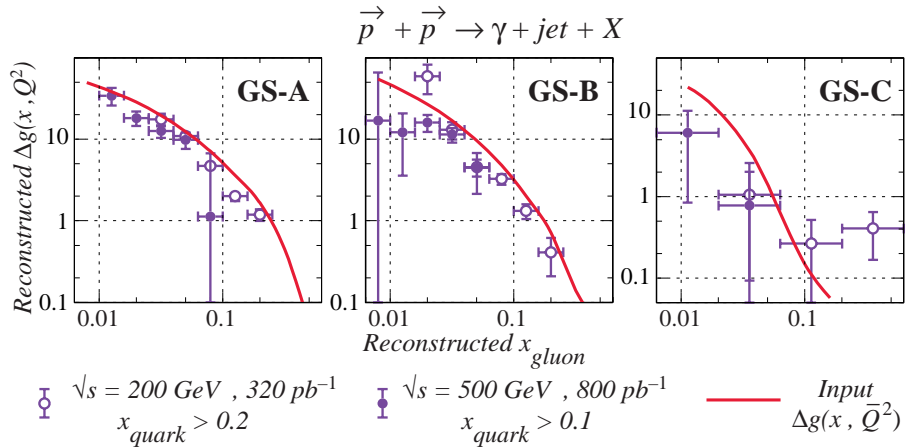 p + p → γ + jet + X
Reconstructed Δg(x, Q²)
GS-A
GS-B
GS-C
10
1
0.1
10
1
0.1
0.01 0.1
0.01 0.1
0.01 0.1
Reconstructed x_gluon
√s = 200 GeV , 320 pb⁻¹
x_quark > 0.2
√s = 500 GeV , 800 pb⁻¹
x_quark > 0.1
Input
Δg(x , Q̄²)